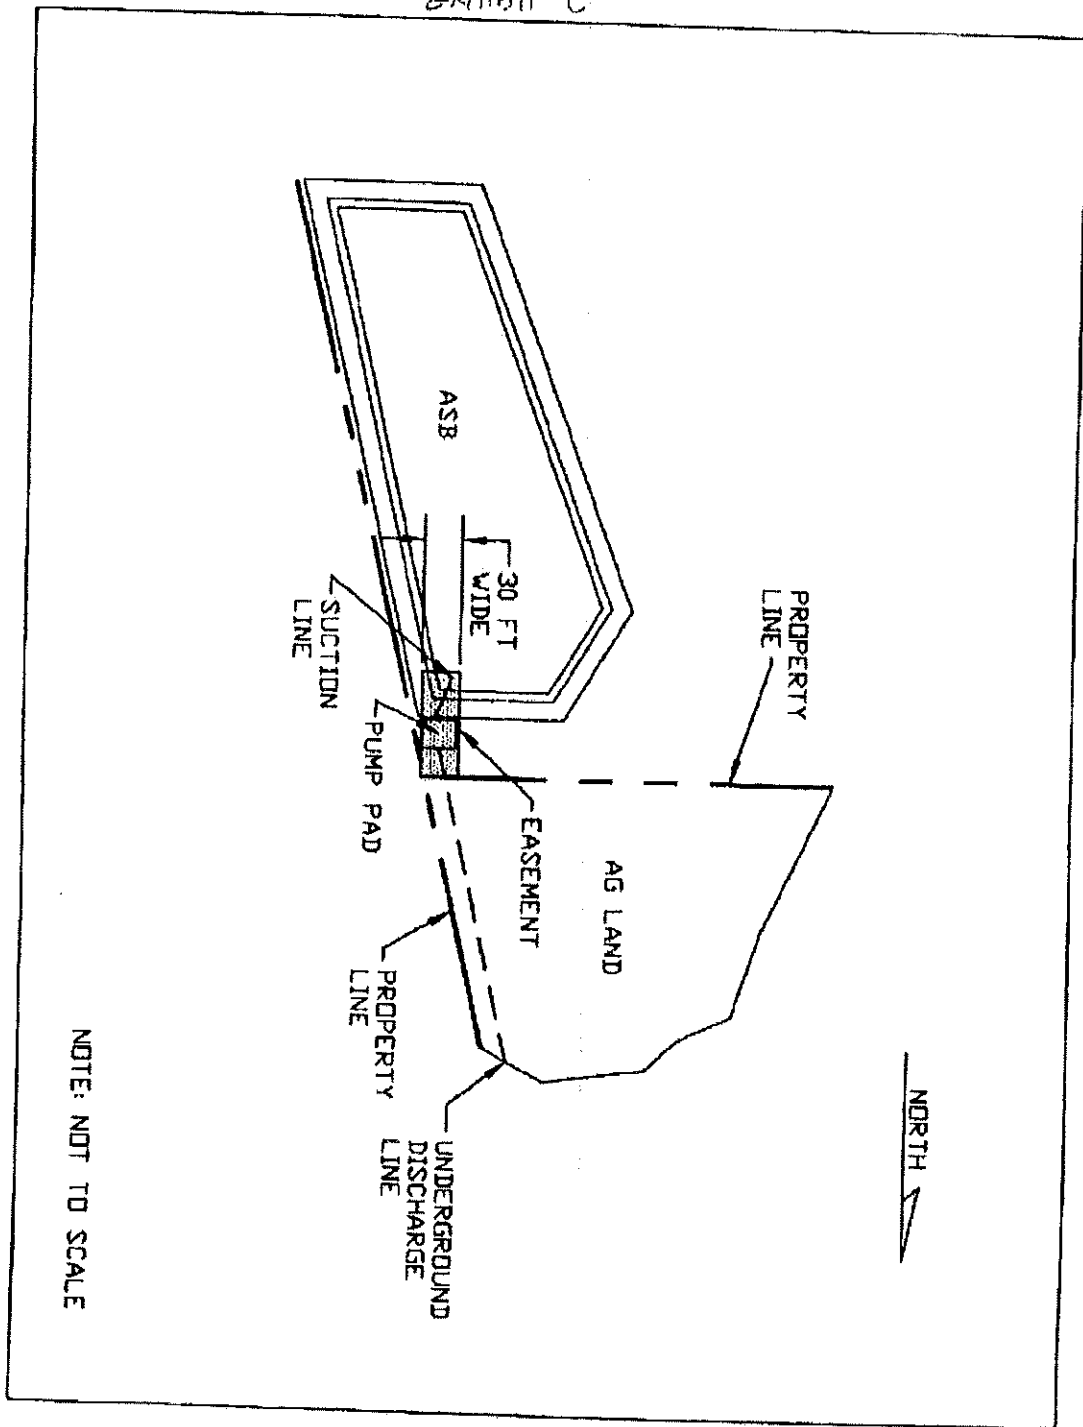 EXHIBIT C
PROPERTY
LINE
ASB
30 FT
WIDE
SUCTION
LINE
PUMP PAD
EASEMENT
AG LAND
PROPERTY
LINE
UNDERGROUND
DISCHARGE
LINE
NORTH
NOTE: NOT TO SCALE